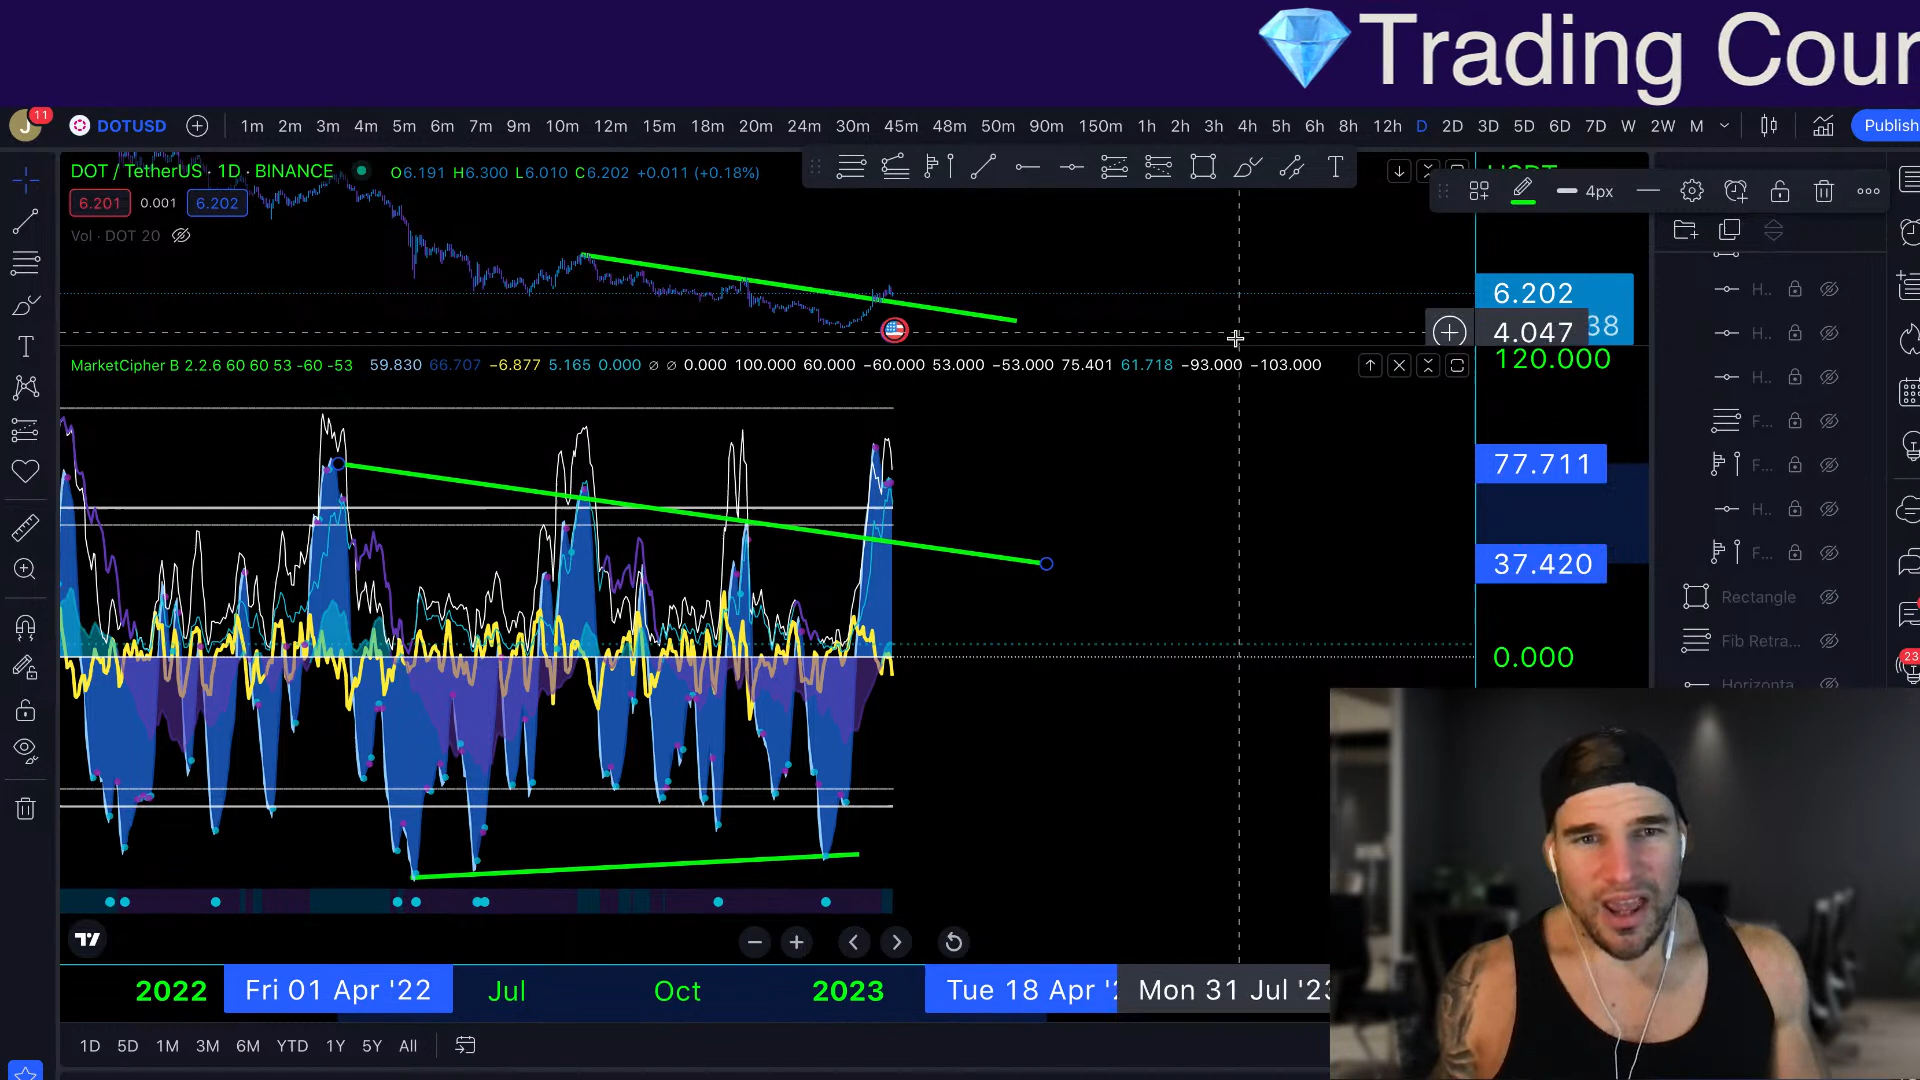 💎Trading Cour
J 11 DOTUSD 1m 2m 3m 4m 5m 6m 7m 9m 10m 12m 15m 18m 20m 24m 30m 45m 48m 50m 90m 150m 1h 2h 3h 4h 5h 6h 8h 12h D 2D 3D 5D 6D 7D W 2W M Publish
DOT / TetherUS · 1D · BINANCE O6.191 H6.300 L6.010 C6.202 +0.011 (+0.18%)
4px
6.201 0.001 6.202
Vol · DOT 20
6.202
4.047 38
MarketCipher B 2.2.6 60 60 53 -60 -53 59.830 66.707 −6.877 5.165 0.000 ∅ ∅ 0.000 100.000 60.000 −60.000 53.000 −53.000 75.401 61.718 −93.000 −103.000
120.000
77.711
37.420
0.000
H..
H..
H..
F...
F...
H..
F...
Rectangle
Fib Retra...
Horizonta
23
2022 Fri 01 Apr '22 Jul Oct 2023 Tue 18 Apr '2 Mon 31 Jul '23
1D 5D 1M 3M 6M YTD 1Y 5Y All